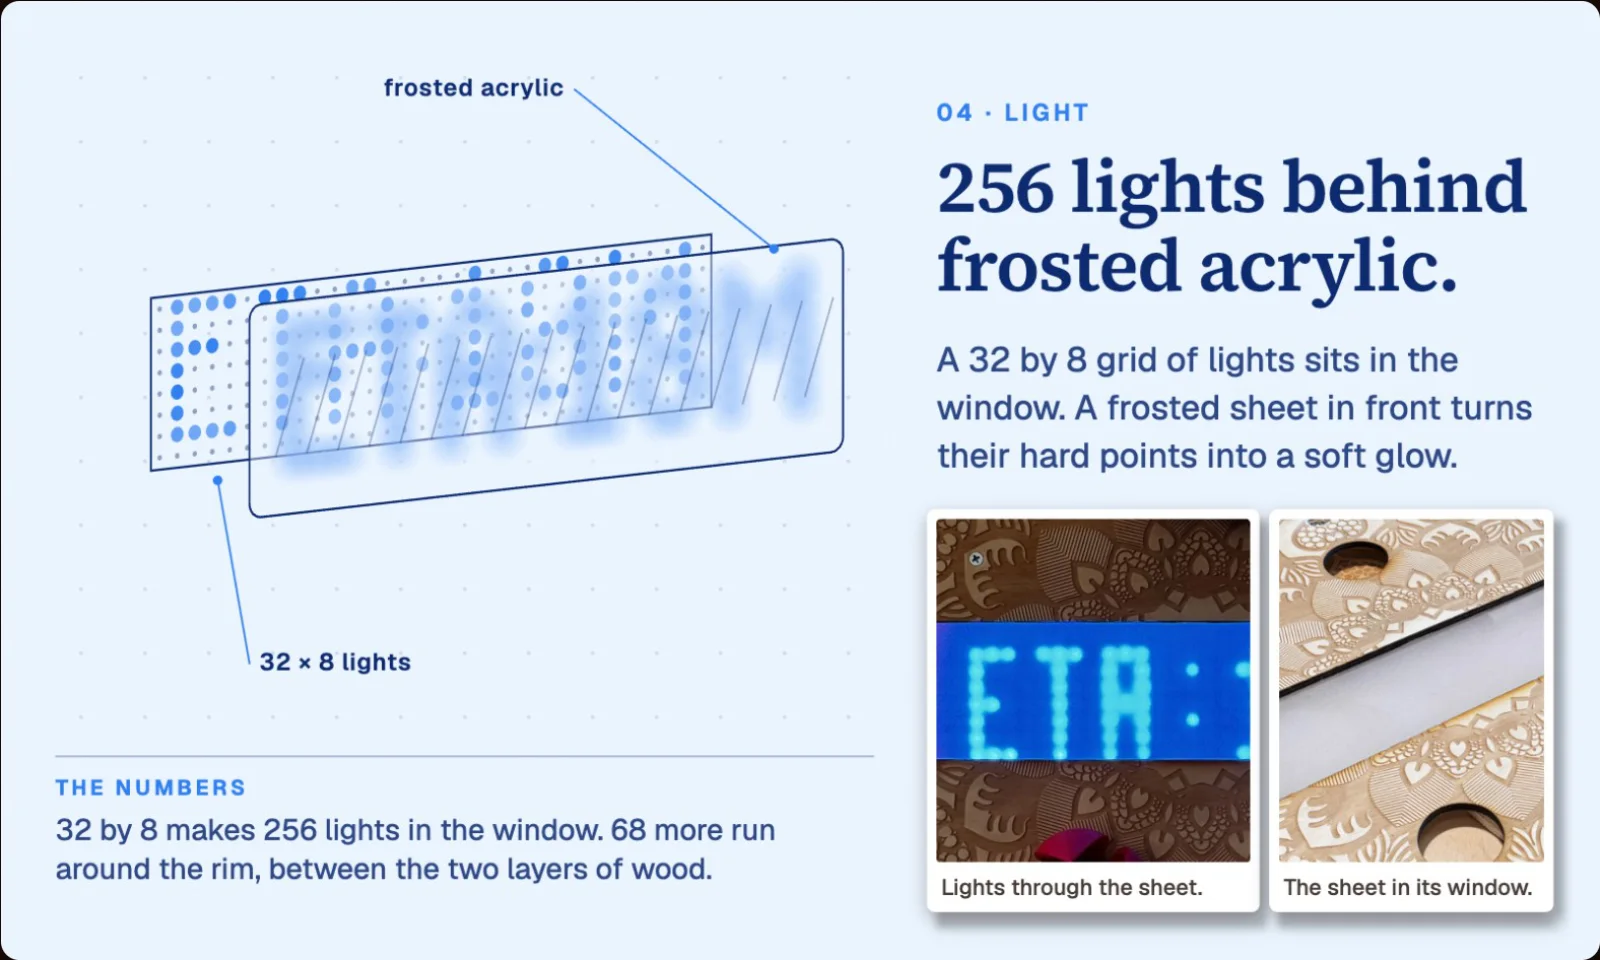 frosted acrylic
32 × 8 lights
THE NUMBERS
32 by 8 makes 256 lights in the window. 68 more run
around the rim, between the two layers of wood.
04 · LIGHT
256 lights behind
frosted acrylic.
A 32 by 8 grid of lights sits in the
window. A frosted sheet in front turns
their hard points into a soft glow.
ETA:
Lights through the sheet.
The sheet in its window.